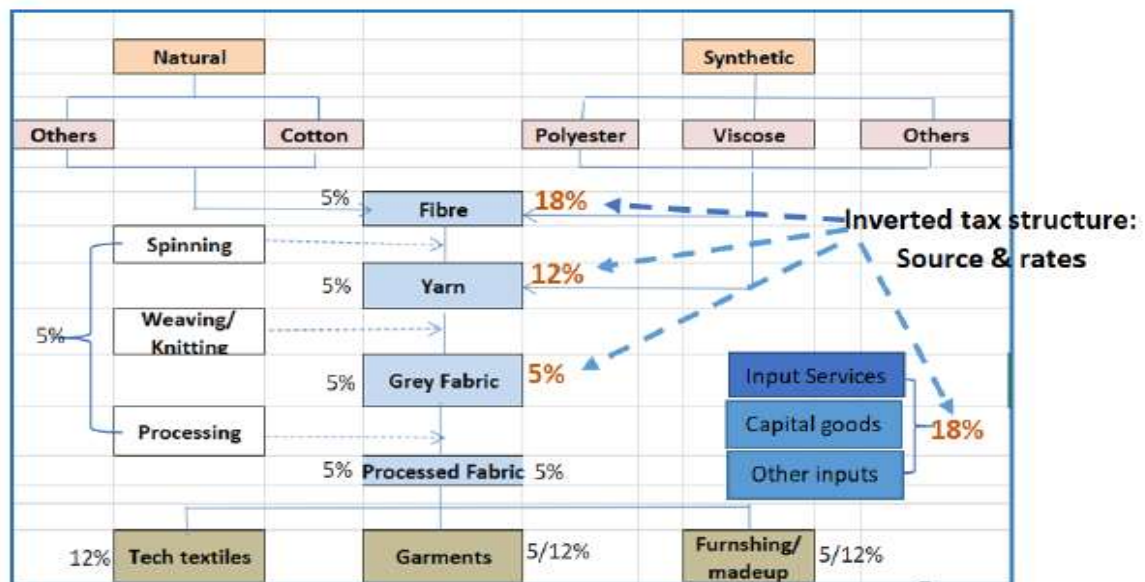 Natural
Synthetic
Others
Cotton
Polyester
Viscose
Others
5%
Fibre
18%
Inverted tax structure:
Source & rates
Spinning
5%
Yarn
12%
5%
Weaving/
Knitting
5%
Grey Fabric
5%
Input Services
Capital goods
18%
Other inputs
Processing
5%
Processed Fabric
5%
12%
Tech textiles
Garments
5/12%
Furnshing/
madeup
5/12%